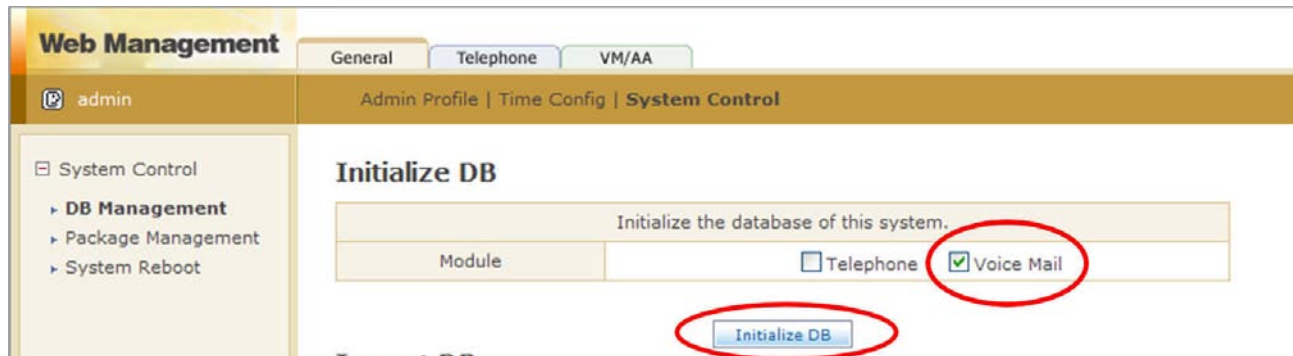 Web Management
General Telephone VM/AA
admin
Admin Profile | Time Config | System Control
System Control
DB Management
Package Management
System Reboot
Initialize DB
Initialize the database of this system.
Module Telephone Voice Mail
Initialize DB